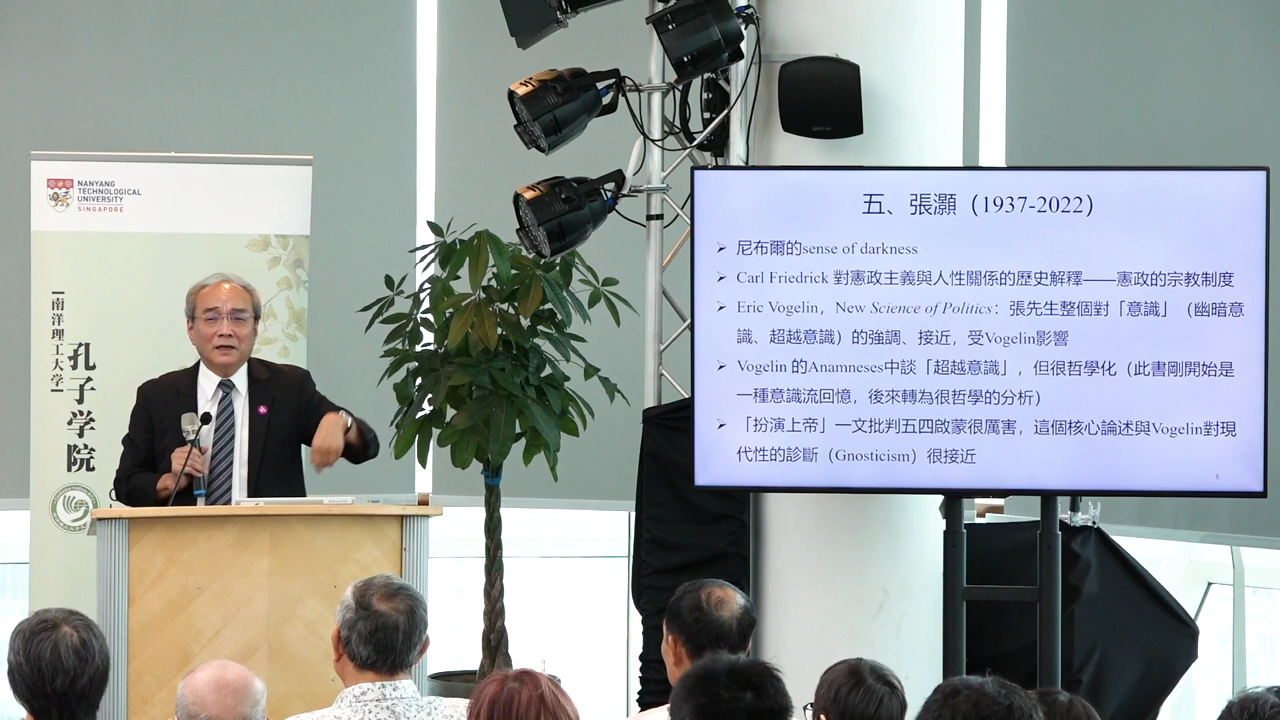 NANYANG
TECHNOLOGICAL
UNIVERSITY
SINGAPORE
南洋理工大学
孔子学院
五、張灝（1937-2022）
尼布爾的sense of darkness
Carl Friedrick 對憲政主義與人性關係的歷史解釋——憲政的宗教制度
Eric Vogelin，New Science of Politics：張先生整個對「意識」（幽暗意
識、超越意識）的強調、接近，受Vogelin影響
Vogelin 的Anamneses中談「超越意識」，但很哲學化（此書剛開始是
一種意識流回憶，後來轉為很哲學的分析）
「扮演上帝」一文批判五四啟蒙很厲害，這個核心論述與Vogelin對現
代性的診斷（Gnosticism）很接近
8